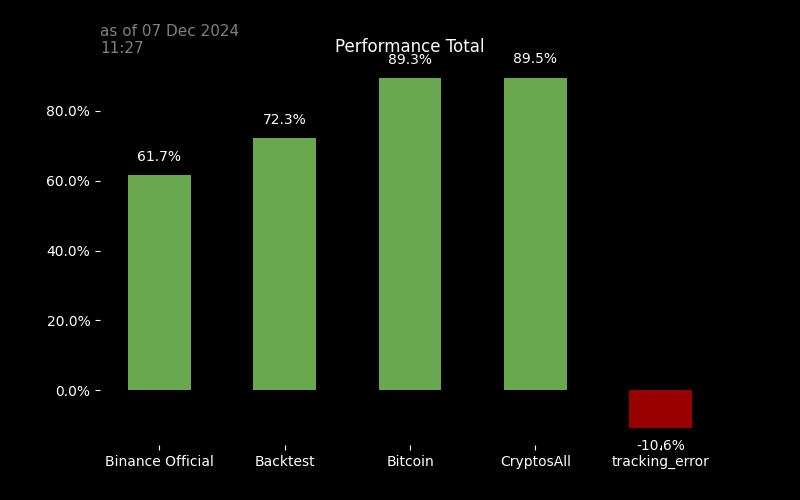 as of 07 Dec 2024
11:27
Performance Total
89.3%
89.5%
80.0%
72.3%
61.7%
60.0%
40.0%
20.0%
0.0%
-10.6%
Binance Official
Backtest
Bitcoin
CryptosAll
tracking_error